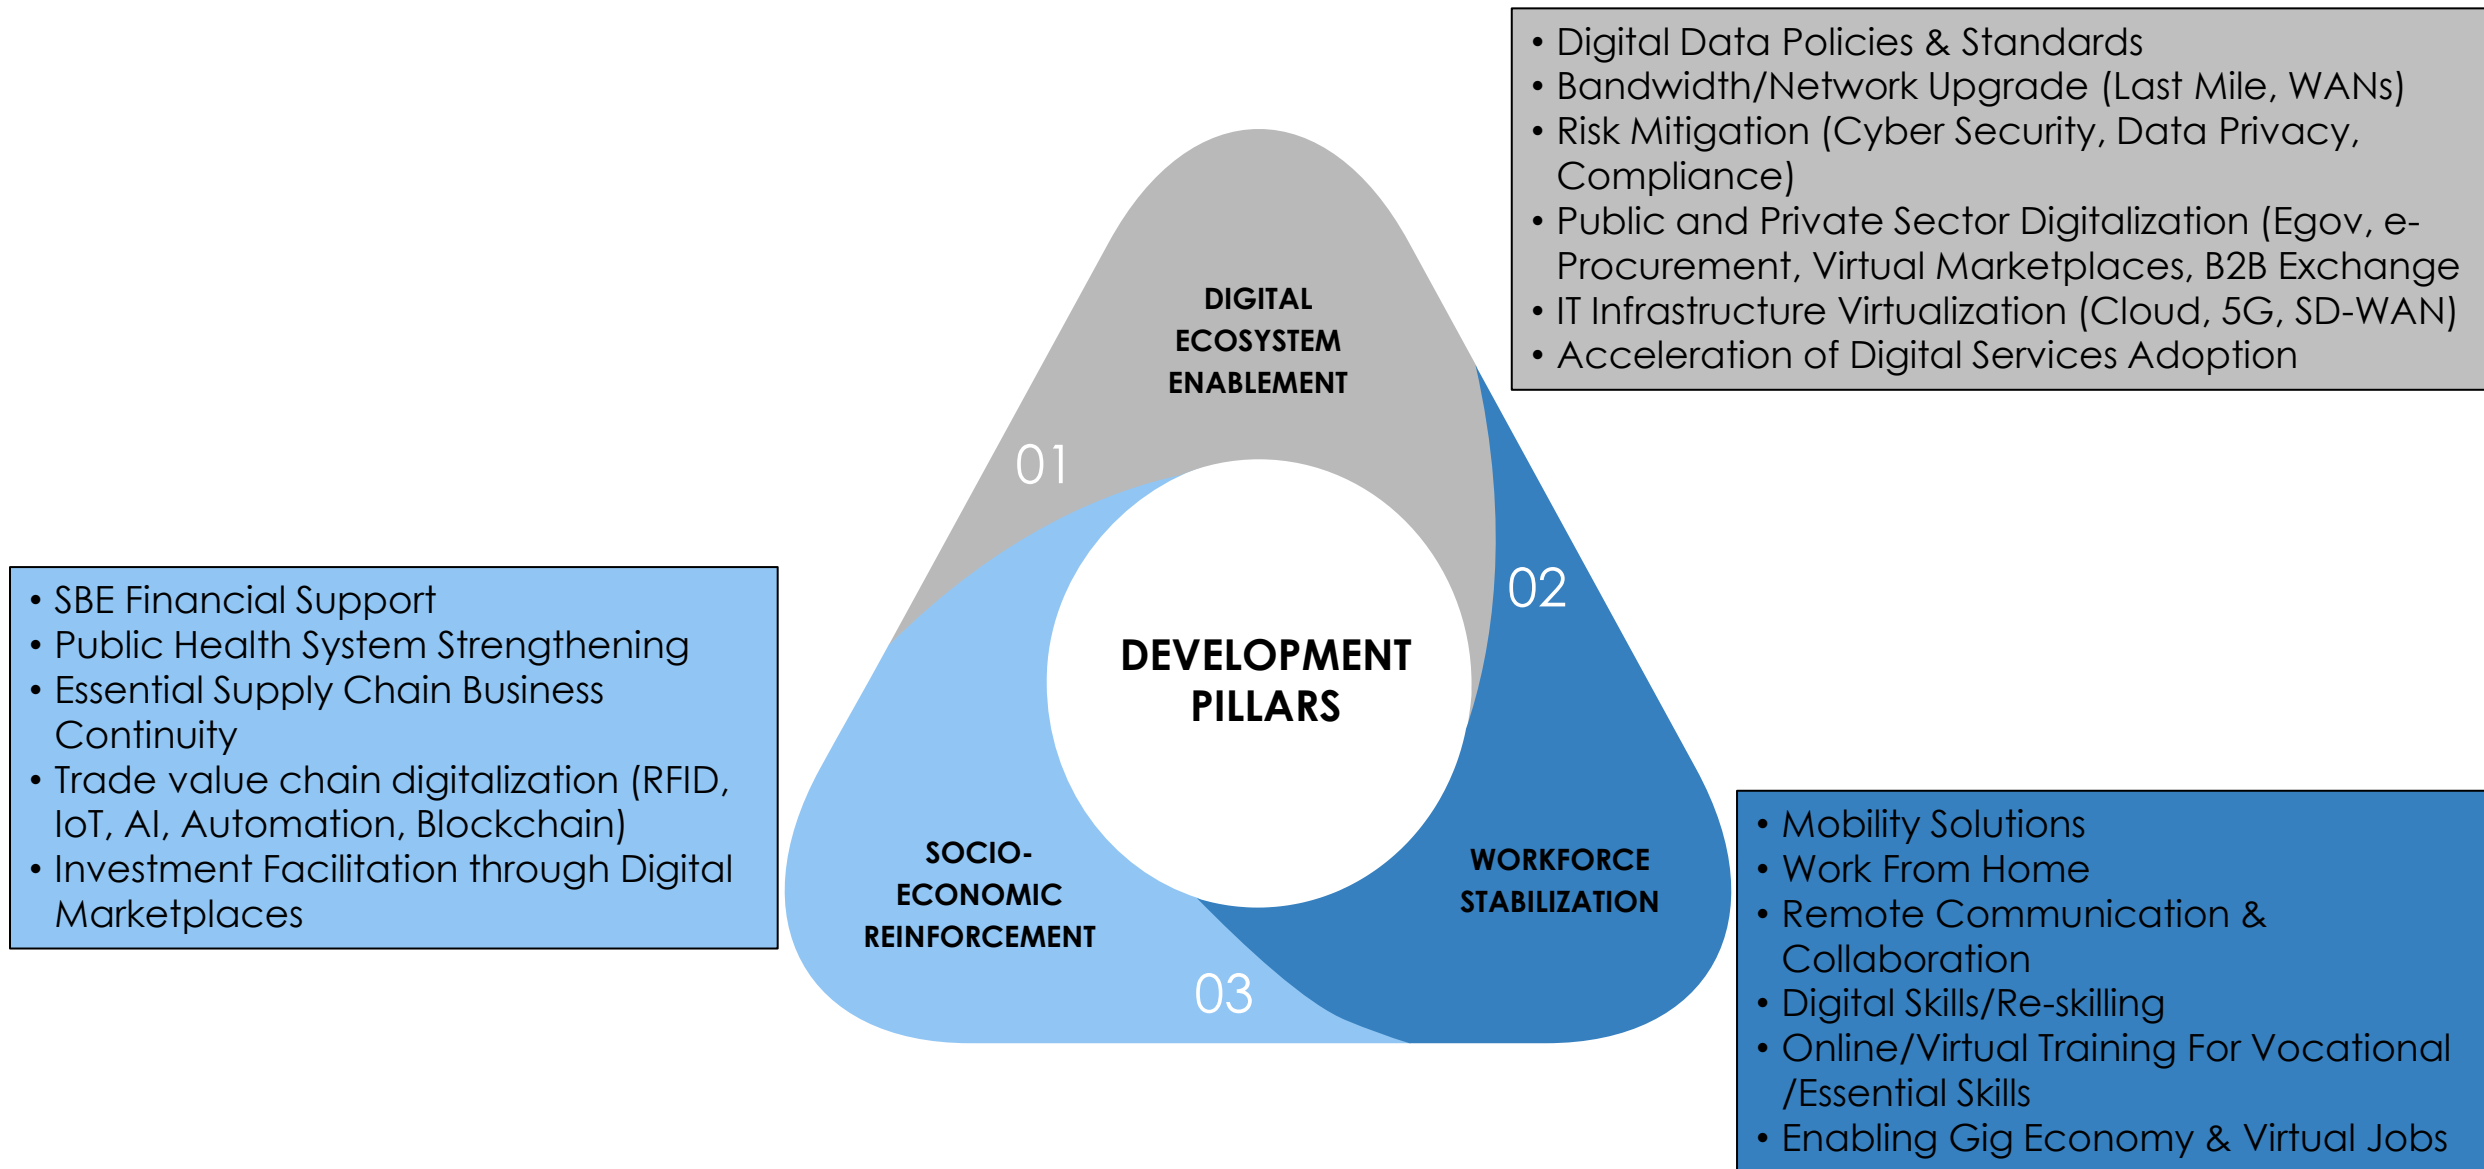 • Digital Data Policies & Standards
• Bandwidth/Network Upgrade (Last Mile, WANs)
• Risk Mitigation (Cyber Security, Data Privacy,
Compliance)
• Public and Private Sector Digitalization (Egov, e-
Procurement, Virtual Marketplaces, B2B Exchange
• IT Infrastructure Virtualization (Cloud, 5G, SD-WAN)
• Acceleration of Digital Services Adoption
DIGITAL
ECOSYSTEM
ENABLEMENT
01
02
DEVELOPMENT
PILLARS
• SBE Financial Support
• Public Health System Strengthening
• Essential Supply Chain Business
Continuity
• Trade value chain digitalization (RFID,
IoT, AI, Automation, Blockchain)
• Investment Facilitation through Digital
Marketplaces
SOCIO-
ECONOMIC
REINFORCEMENT
03
WORKFORCE
STABILIZATION
• Mobility Solutions
• Work From Home
• Remote Communication &
Collaboration
• Digital Skills/Re-skilling
• Online/Virtual Training For Vocational
/Essential Skills
• Enabling Gig Economy & Virtual Jobs